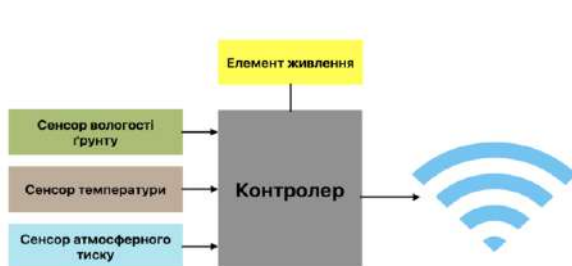 Елемент живлення
Сенсор вологості
ґрунту
Сенсор температури
Контролер
Сенсор атмосферного
тиску